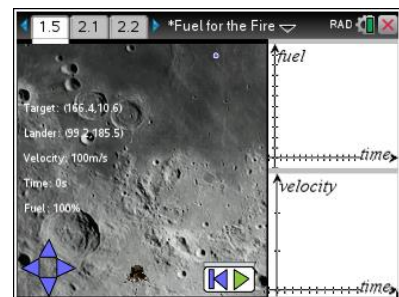 1.5 2.1 2.2 *Fuel for the Fire RAD
Target: (166.4,10.6)
Lander: (99.2,185.5)
Velocity: 100m/s
Time: 0s
Fuel: 100%
fuel
time
velocity
time